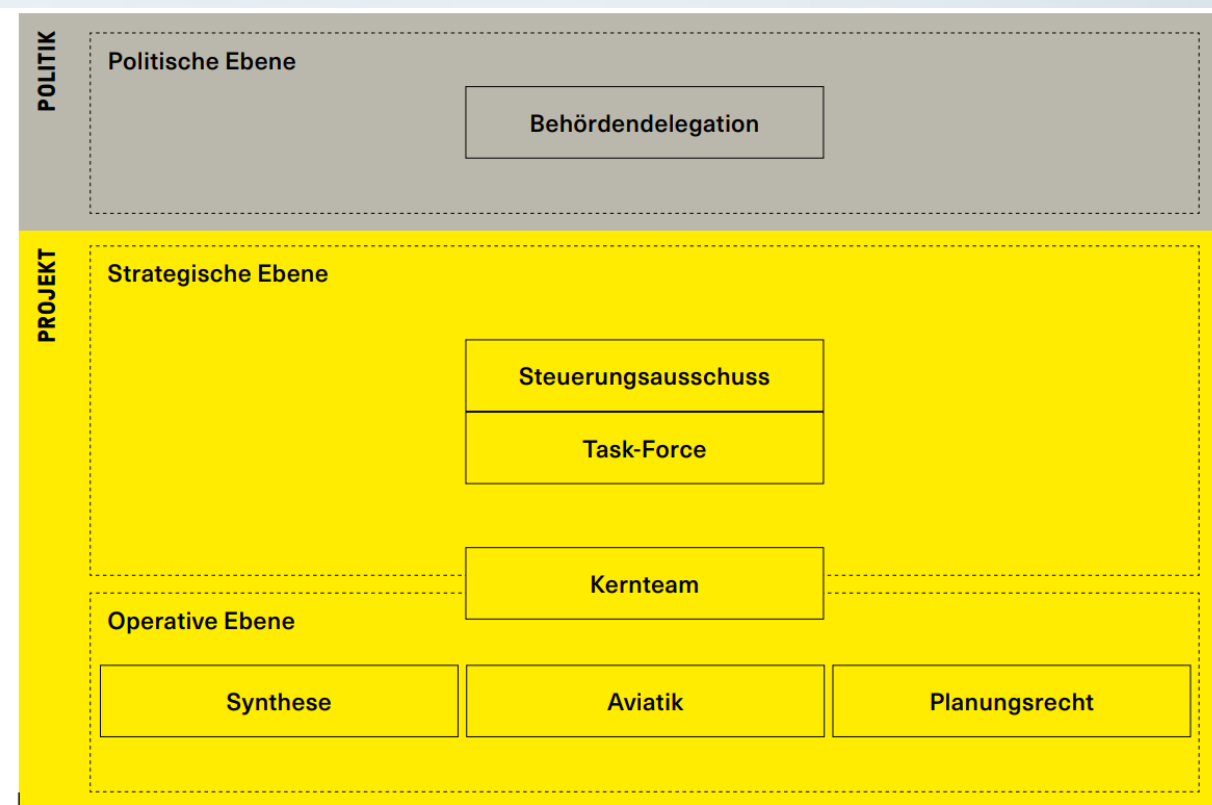 POLITIK
Politische Ebene
Behördendelegation
PROJEKT
Strategische Ebene
Steuerungsausschuss
Task-Force
Kernteam
Operative Ebene
Synthese
Aviatik
Planungsrecht